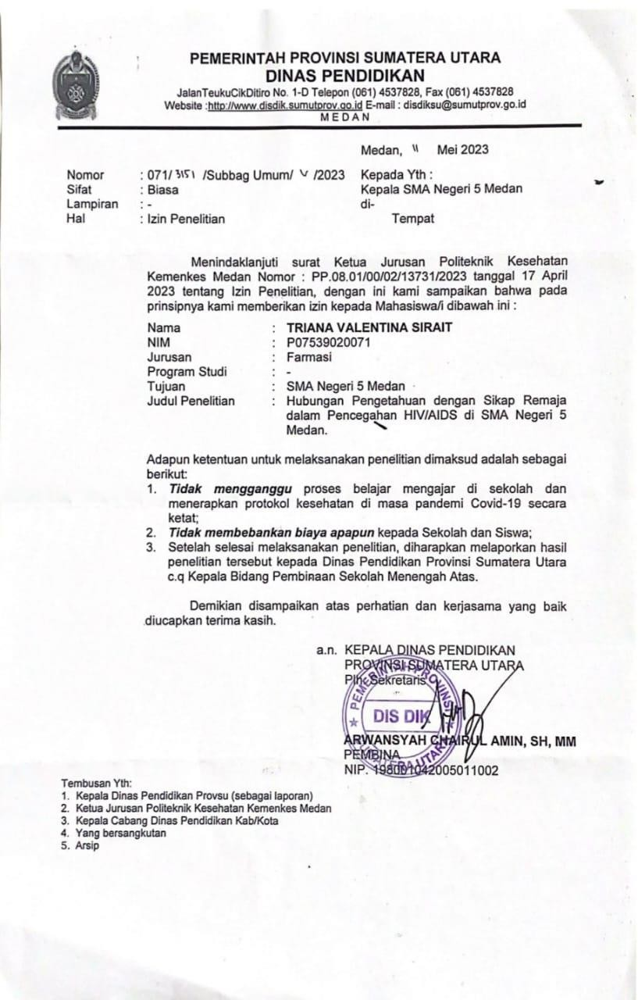 PEMERINTAH PROVINSI SUMATERA UTARA
DINAS PENDIDIKAN
JalanTeukuCikDitiro No. 1-D Telepon (061) 4537828, Fax (061) 4537828
Website :http://www.disdik.sumutprov.go.id E-mail : disdiksu@sumutprov.go.id
MEDAN
Medan, 11 Mei 2023
Nomor : 071/ 3151 /Subbag Umum/ V /2023 Kepada Yth :
Sifat : Biasa Kepala SMA Negeri 5 Medan
Lampiran : - di-
Hal : Izin Penelitian Tempat
Menindaklanjuti surat Ketua Jurusan Politeknik Kesehatan
Kemenkes Medan Nomor : PP.08.01/00/02/13731/2023 tanggal 17 April
2023 tentang Izin Penelitian, dengan ini kami sampaikan bahwa pada
prinsipnya kami memberikan izin kepada Mahasiswa/i dibawah ini :
Nama : TRIANA VALENTINA SIRAIT
NIM : P07539020071
Jurusan : Farmasi
Program Studi : -
Tujuan : SMA Negeri 5 Medan
Judul Penelitian : Hubungan Pengetahuan dengan Sikap Remaja
dalam Pencegahan HIV/AIDS di SMA Negeri 5
Medan.
Adapun ketentuan untuk melaksanakan penelitian dimaksud adalah sebagai
berikut:
1. Tidak mengganggu proses belajar mengajar di sekolah dan
menerapkan protokol kesehatan di masa pandemi Covid-19 secara
ketat;
2. Tidak membebankan biaya apapun kepada Sekolah dan Siswa;
3. Setelah selesai melaksanakan penelitian, diharapkan melaporkan hasil
penelitian tersebut kepada Dinas Pendidikan Provinsi Sumatera Utara
c.q Kepala Bidang Pembinaan Sekolah Menengah Atas.
Demikian disampaikan atas perhatian dan kerjasama yang baik
diucapkan terima kasih.
a.n. KEPALA DINAS PENDIDIKAN
PROVINSI SUMATERA UTARA
Plh. Sekretaris
PEMERINTAH PROVINSI
DIS DIK
SUMATERA UTARA
ARWANSYAH CHAIRUL AMIN, SH, MM
PEMBINA
NIP. 198001042005011002
Tembusan Yth:
1. Kepala Dinas Pendidikan Provsu (sebagai laporan)
2. Ketua Jurusan Politeknik Kesehatan Kemenkes Medan
3. Kepala Cabang Dinas Pendidikan Kab/Kota
4. Yang bersangkutan
5. Arsip